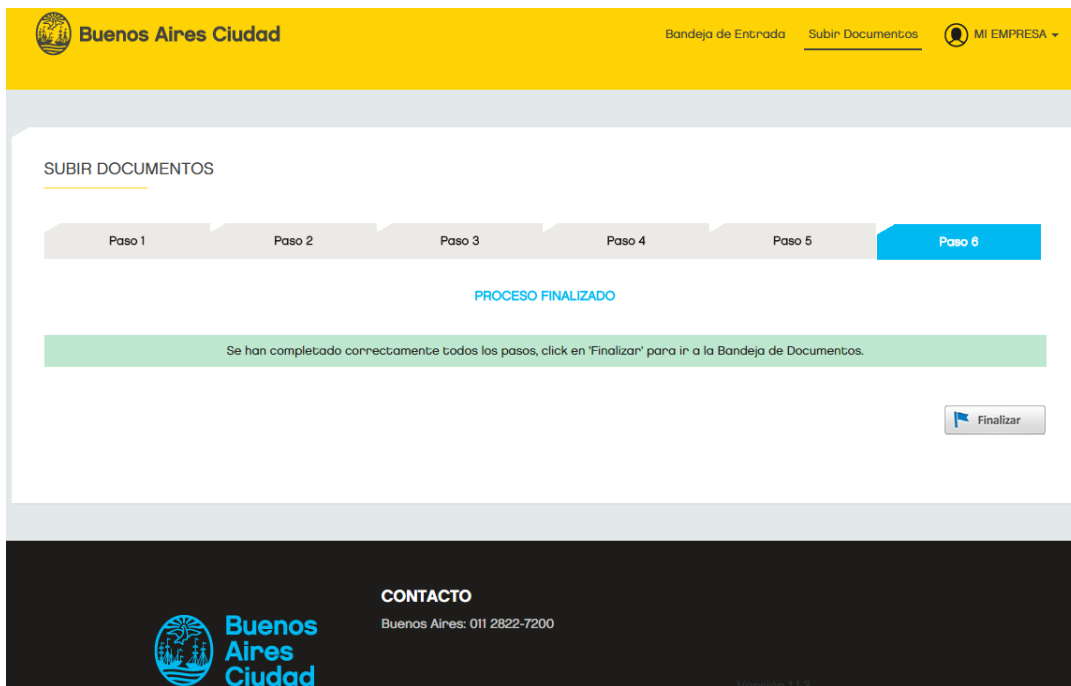 Buenos Aires Ciudad
Bandeja de Entrada Subir Documentos MI EMPRESA
SUBIR DOCUMENTOS
Paso 1 Paso 2 Paso 3 Paso 4 Paso 5 Paso 6
PROCESO FINALIZADO
Se han completado correctamente todos los pasos, click en 'Finalizar' para ir a la Bandeja de Documentos.
Finalizar
CONTACTO
Buenos Aires: 011 2822-7200
Buenos
Aires
Ciudad